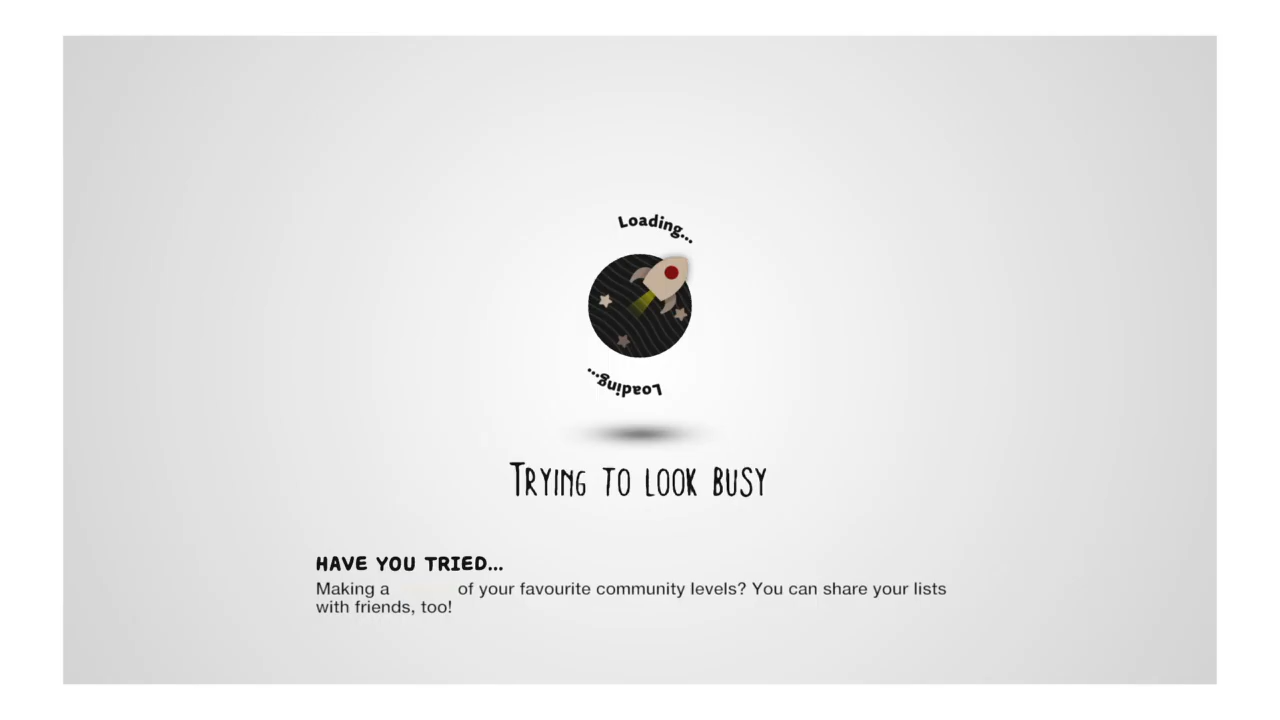 Loading...
Loading...
TRYING TO LOOK BUSY
HAVE YOU TRIED...
Making a of your favourite community levels? You can share your lists
with friends, too!